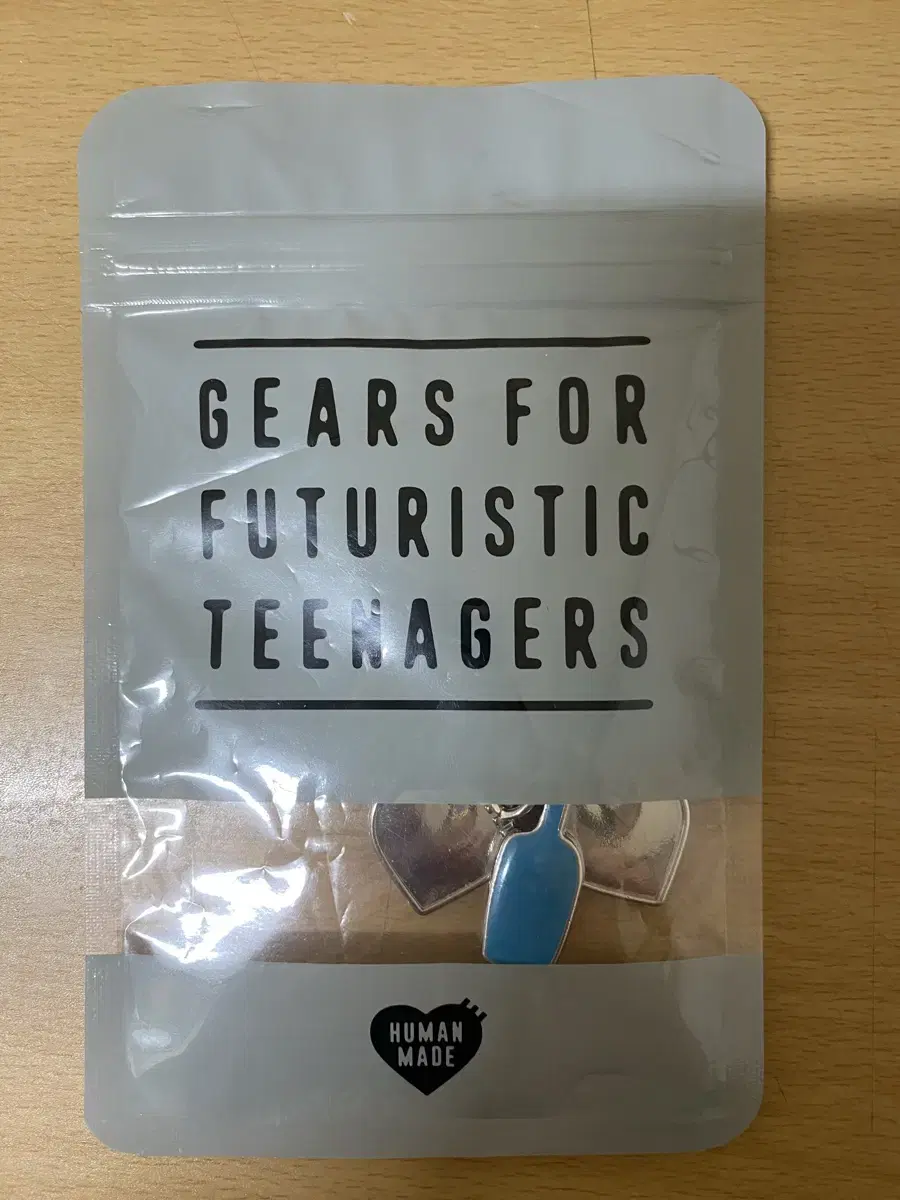 GEARS FOR
FUTURISTIC
TEENAGERS
HUMAN
MADE